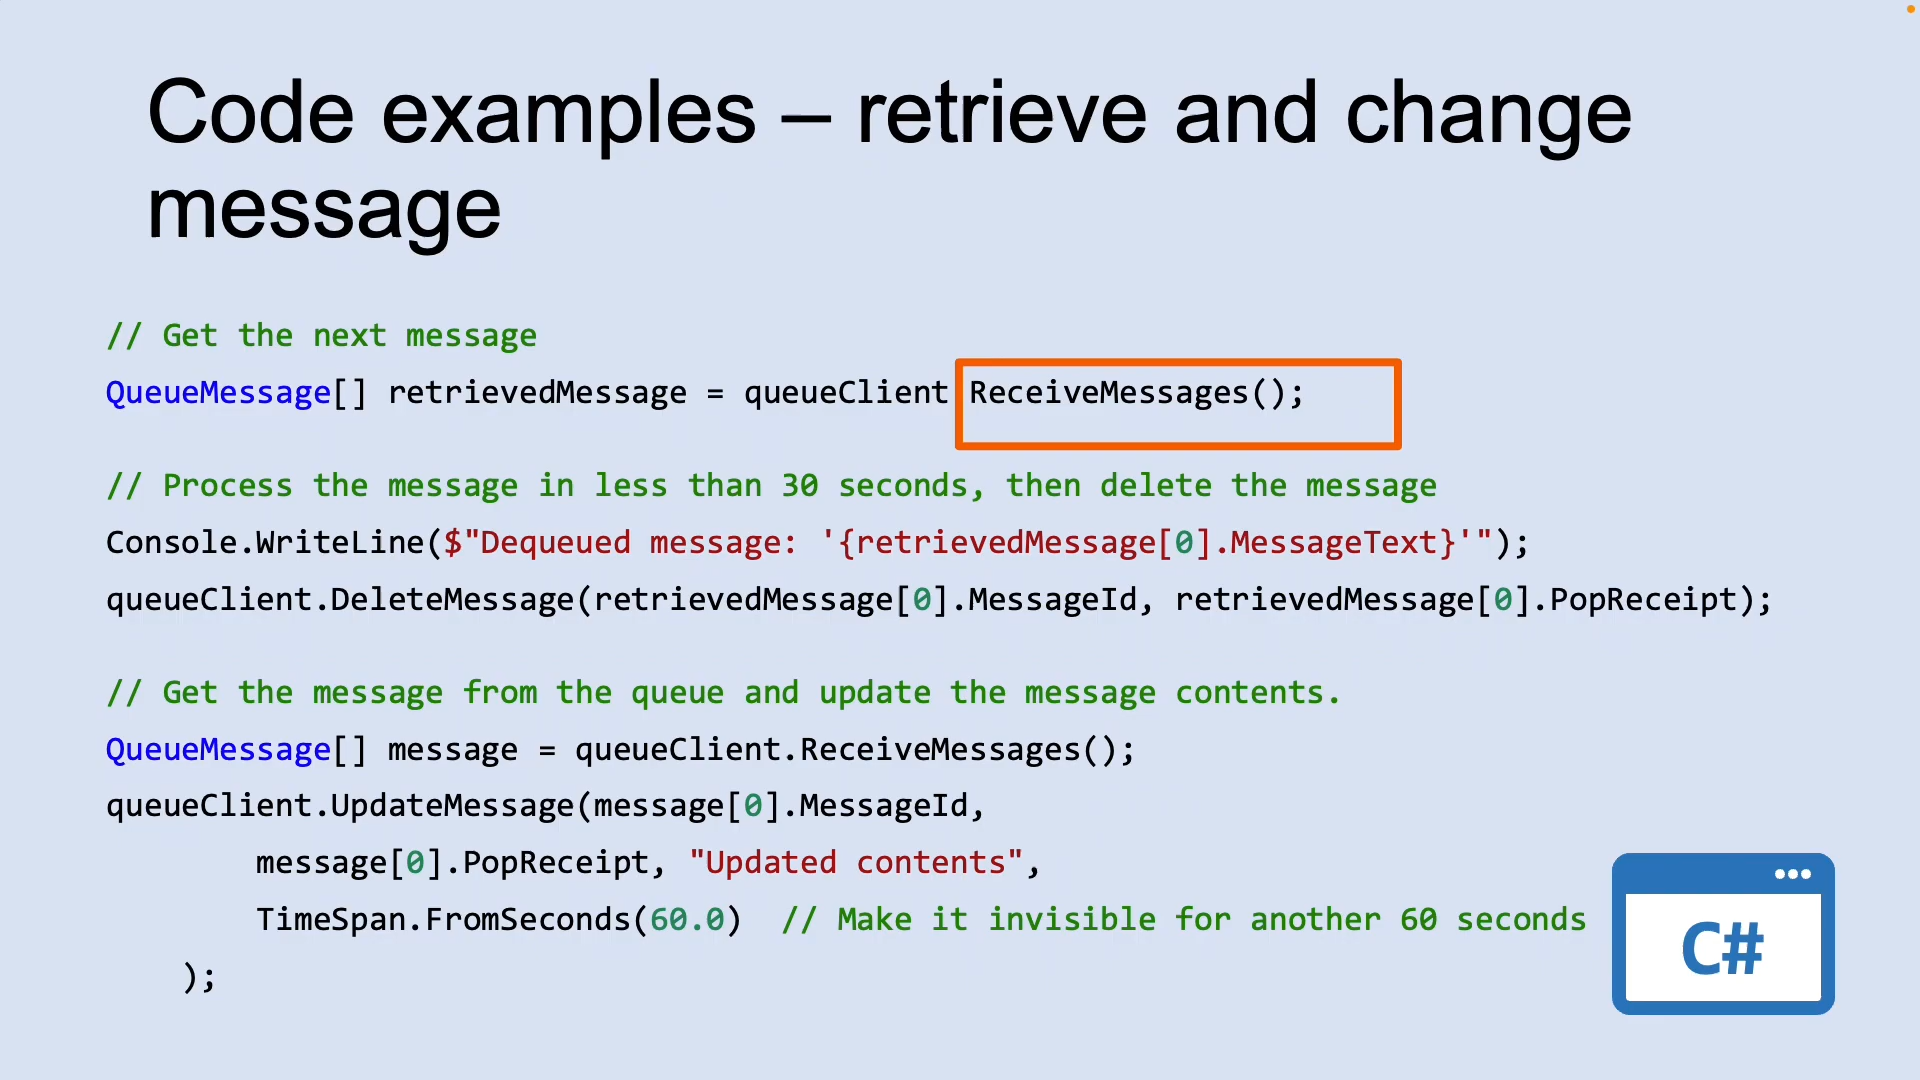 Code examples – retrieve and change
message
// Get the next message
QueueMessage[] retrievedMessage = queueClient ReceiveMessages();
// Process the message in less than 30 seconds, then delete the message
Console.WriteLine($"Dequeued message: '{retrievedMessage[0].MessageText}'");
queueClient.DeleteMessage(retrievedMessage[0].MessageId, retrievedMessage[0].PopReceipt);
// Get the message from the queue and update the message contents.
QueueMessage[] message = queueClient.ReceiveMessages();
queueClient.UpdateMessage(message[0].MessageId,
message[0].PopReceipt, "Updated contents",
TimeSpan.FromSeconds(60.0)  // Make it invisible for another 60 seconds
);
C#